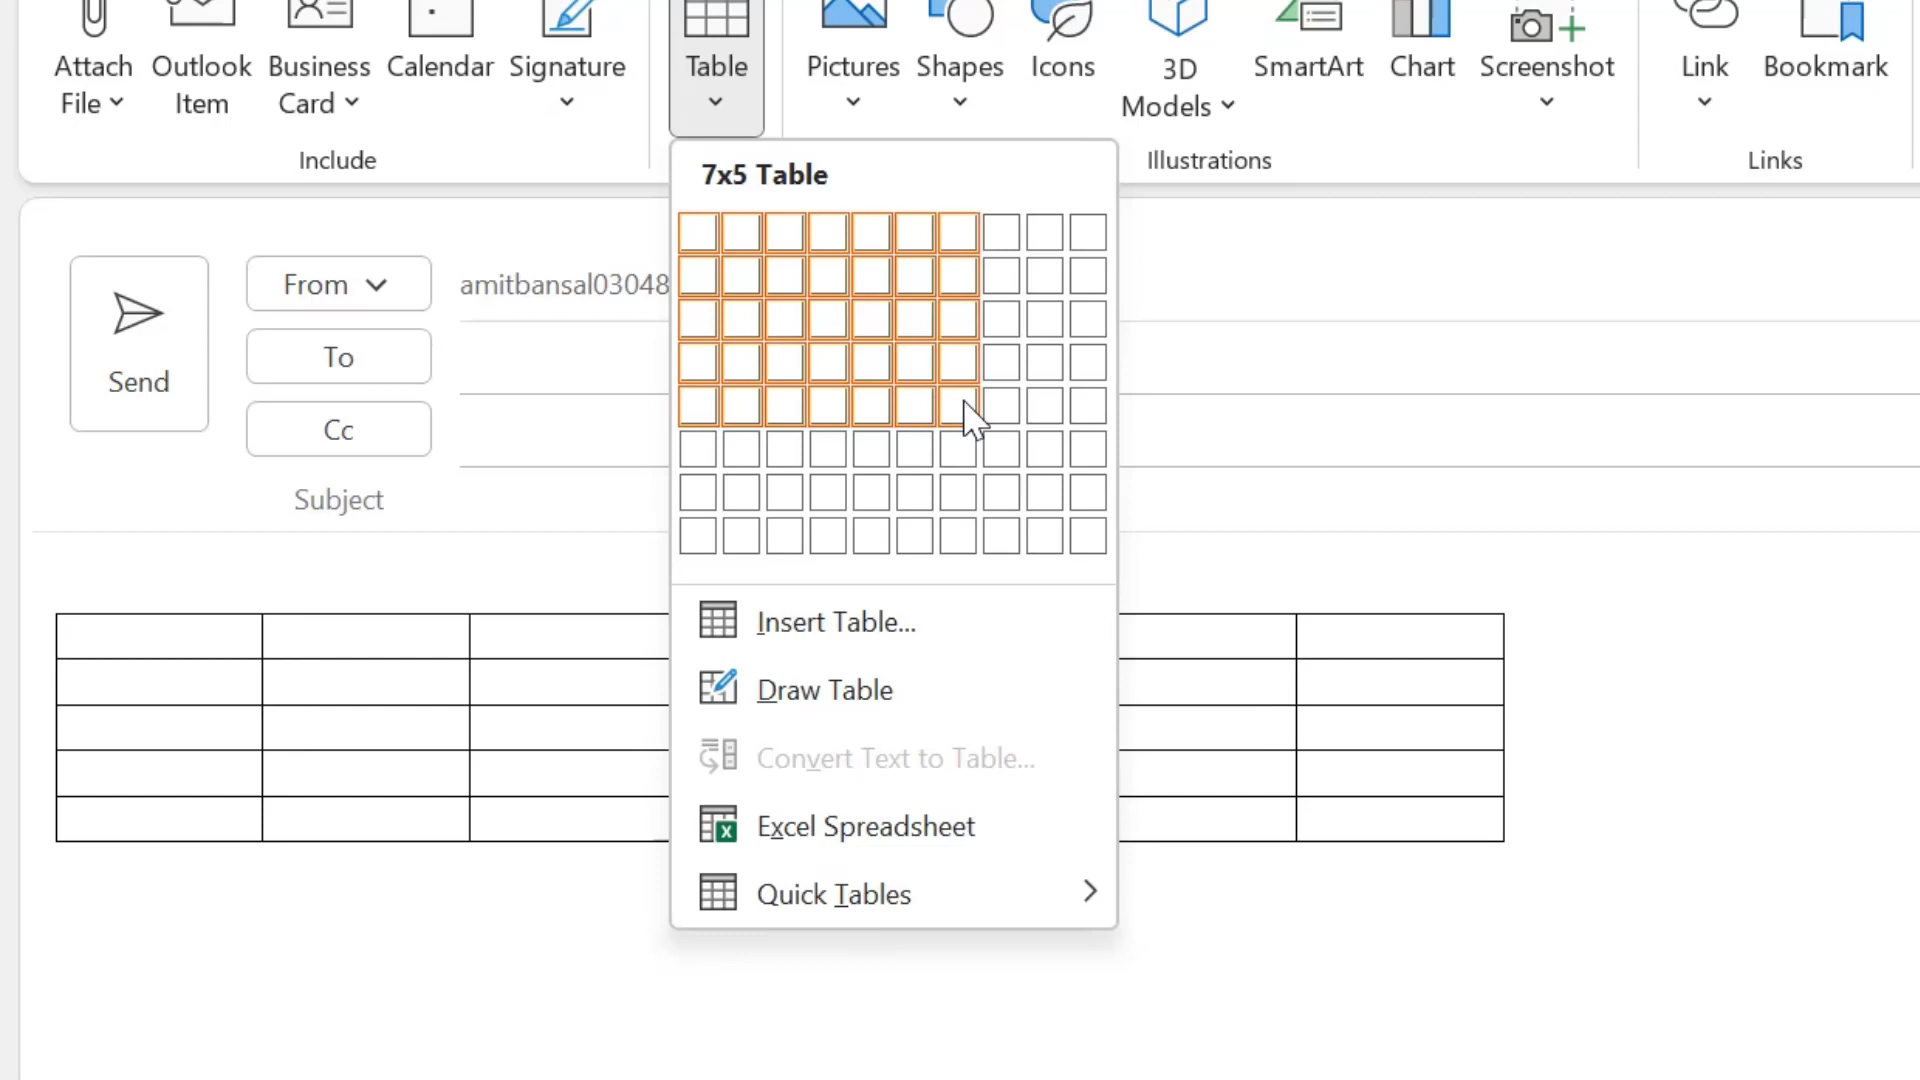 Attach
File
Outlook
Item
Business
Card
Calendar
Signature
Table
Pictures
Shapes
Icons
3D
Models
SmartArt
Chart
Screenshot
Link
Bookmark
Include
Illustrations
Links
7x5 Table
Send
From
amitbansal03048
To
Cc
Subject
Insert Table...
Draw Table
Convert Text to Table...
Excel Spreadsheet
Quick Tables